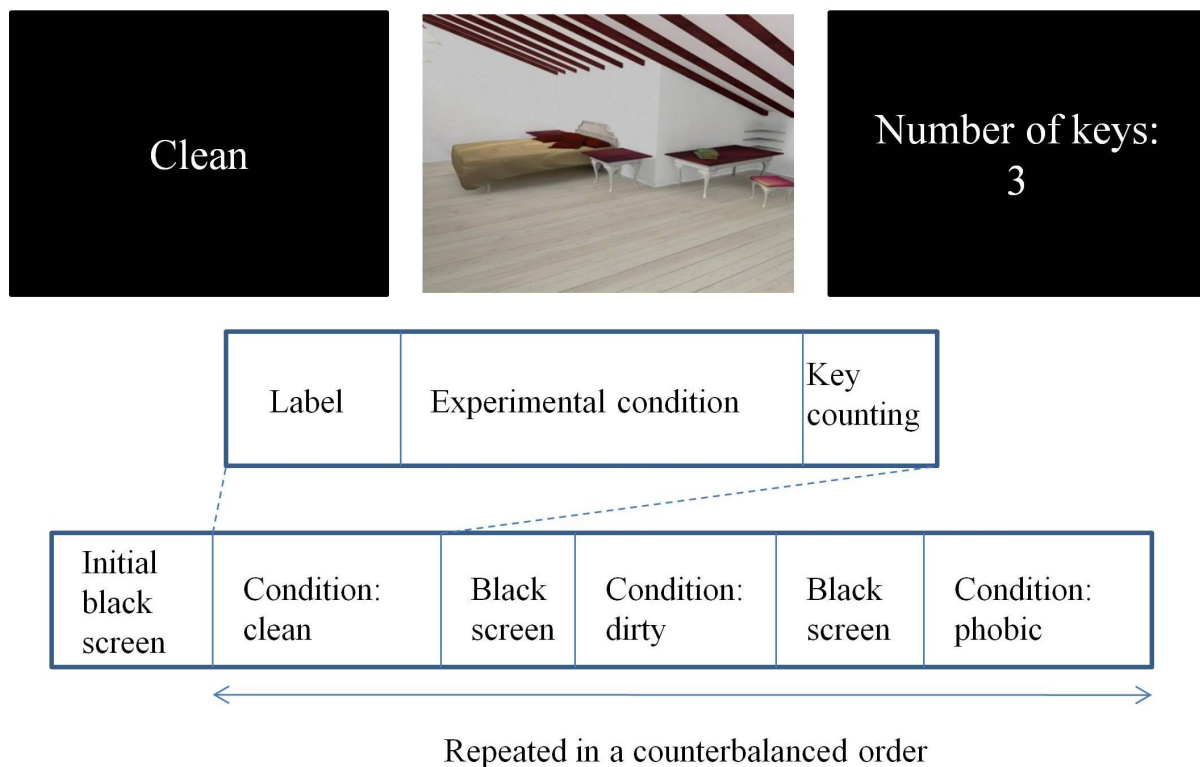 Clean
Number of keys:
3
Label
Experimental condition
Key
counting
Initial
black
screen
Condition:
clean
Black
screen
Condition:
dirty
Black
screen
Condition:
phobic
Repeated in a counterbalanced order